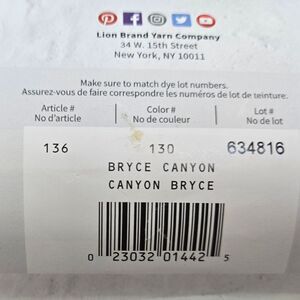 Lion Brand Yarn Company
34 W. 15th Street
New York, NY 10011
Make sure to match dye lot numbers.
Assurez-vous de faire correspondre les numéros de lot de teinture.
Article # Color # Lot #
No d'article No de couleur No de lot
136 130 634816
BRYCE CANYON
CANYON BRYCE
0 23032 01442 5